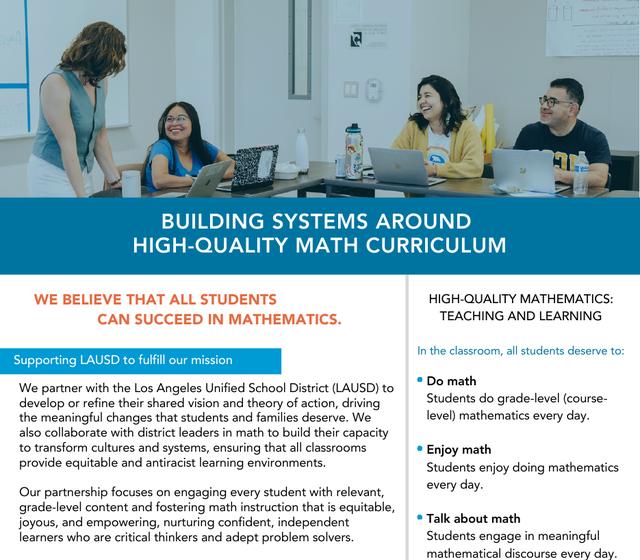 BUILDING SYSTEMS AROUND
HIGH-QUALITY MATH CURRICULUM
WE BELIEVE THAT ALL STUDENTS
CAN SUCCEED IN MATHEMATICS.
Supporting LAUSD to fulfill our mission
We partner with the Los Angeles Unified School District (LAUSD) to
develop or refine their shared vision and theory of action, driving
the meaningful changes that students and families deserve. We
also collaborate with district leaders in math to build their capacity
to transform cultures and systems, ensuring that all classrooms
provide equitable and antiracist learning environments.
Our partnership focuses on engaging every student with relevant,
grade-level content and fostering math instruction that is equitable,
joyous, and empowering, nurturing confident, independent
learners who are critical thinkers and adept problem solvers.
HIGH-QUALITY MATHEMATICS:
TEACHING AND LEARNING
In the classroom, all students deserve to:
• Do math
Students do grade-level (course-
level) mathematics every day.
• Enjoy math
Students enjoy doing mathematics
every day.
• Talk about math
Students engage in meaningful
mathematical discourse every day.